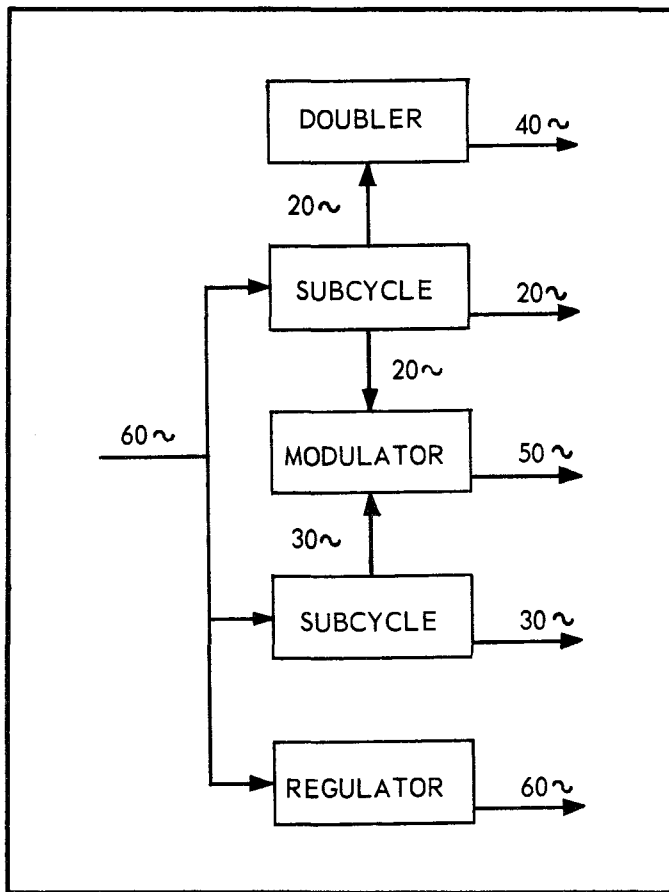 DOUBLER
40~
20~
SUBCYCLE
20~
20~
60~
MODULATOR
50~
30~
SUBCYCLE
30~
REGULATOR
60~